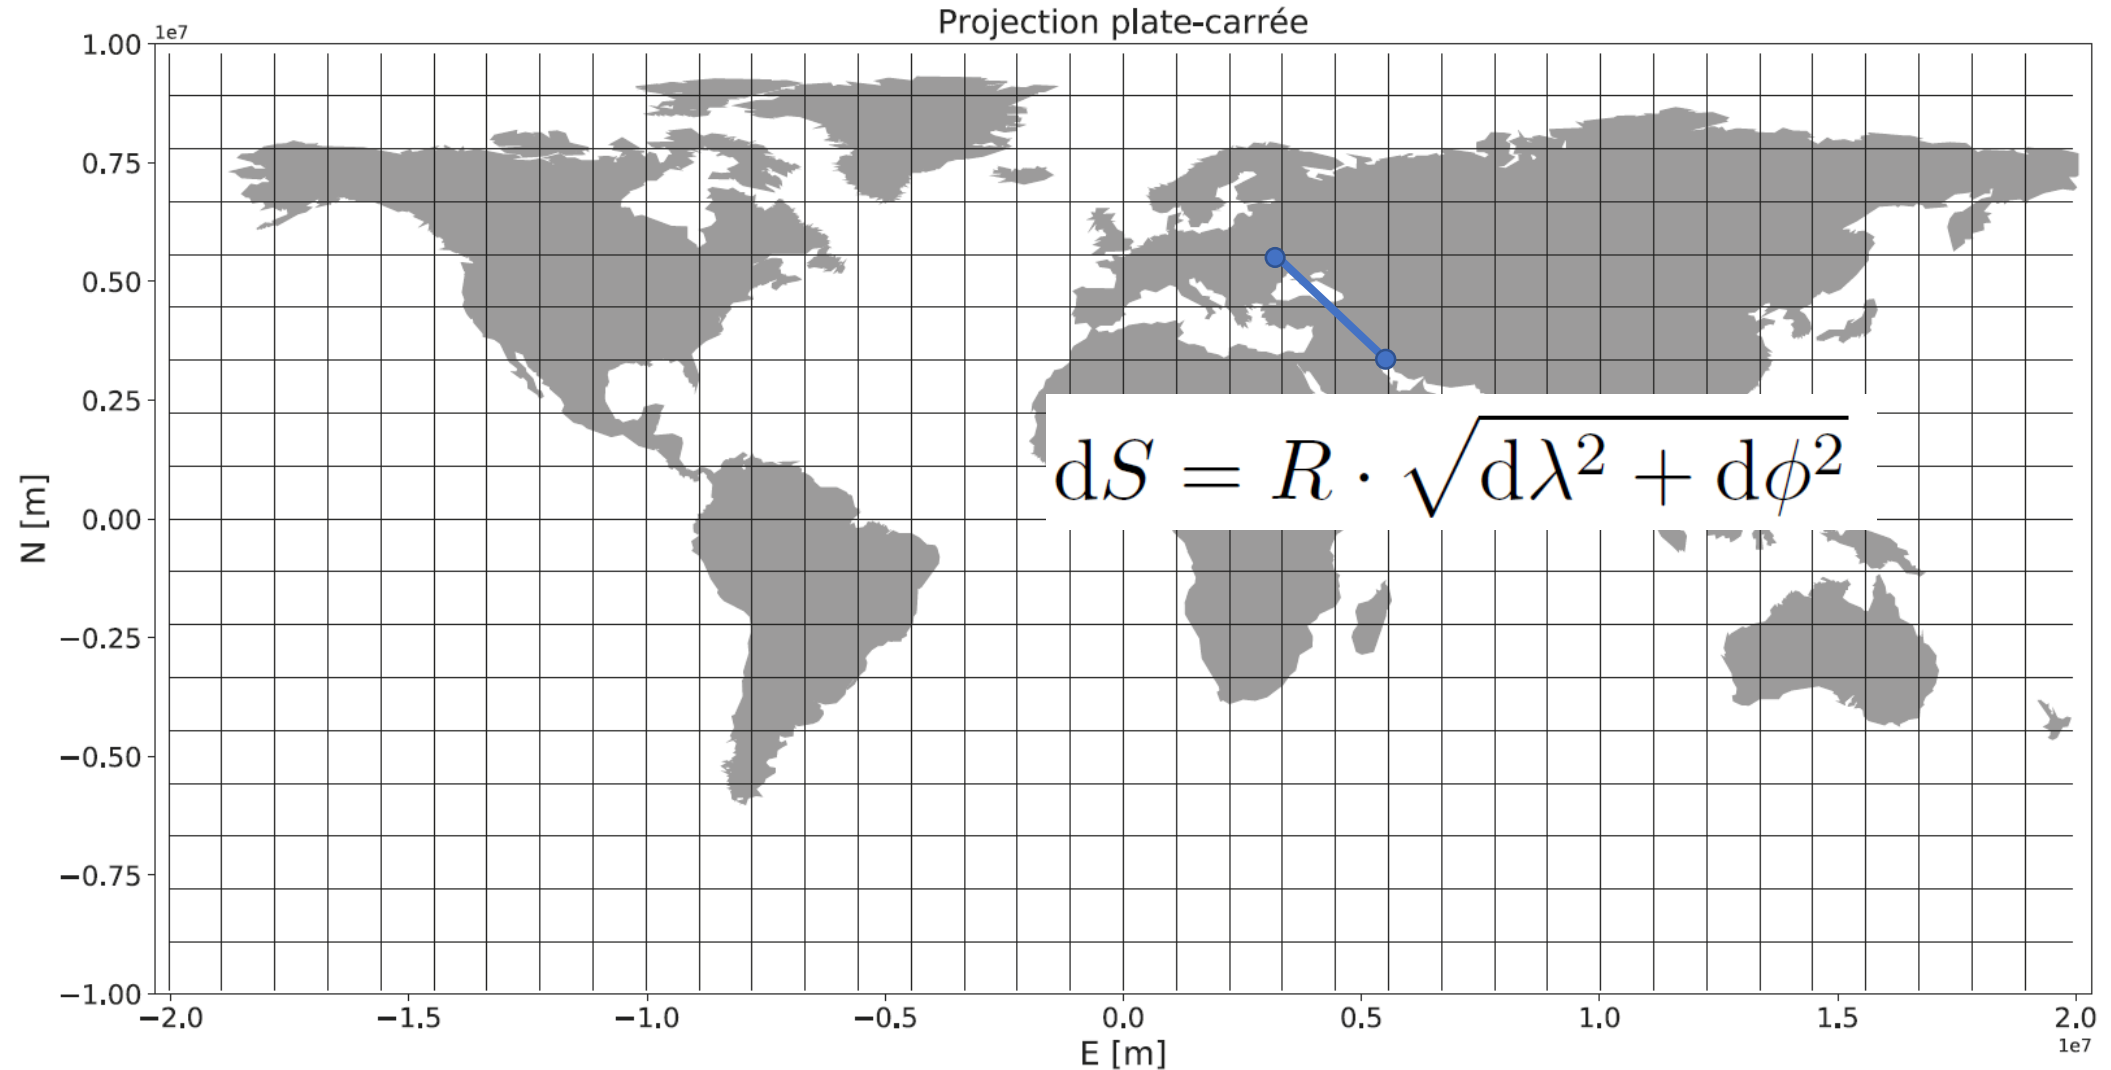 Projection plate-carrée
1e7
1.00
0.75
0.50
0.25
0.00
−0.25
−0.50
−0.75
−1.00
N [m]
dS = R · √(dλ² + dϕ²)
−2.0 −1.5 −1.0 −0.5 0.0 0.5 1.0 1.5 2.0
1e7
E [m]